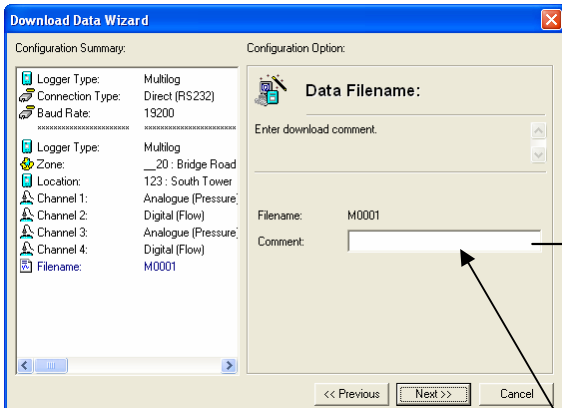 Download Data Wizard
Configuration Summary:
Configuration Option:
Logger Type: Multilog
Connection Type: Direct (RS232)
Baud Rate: 19200
********************** **********************
Logger Type: Multilog
Zone: __20 : Bridge Road
Location: 123 : South Tower
Channel 1: Analogue (Pressure)
Channel 2: Digital (Flow)
Channel 3: Analogue (Pressure)
Channel 4: Digital (Flow)
Filename: M0001
Data Filename:
Enter download comment.
Filename: M0001
Comment:
<< Previous
Next >>
Cancel